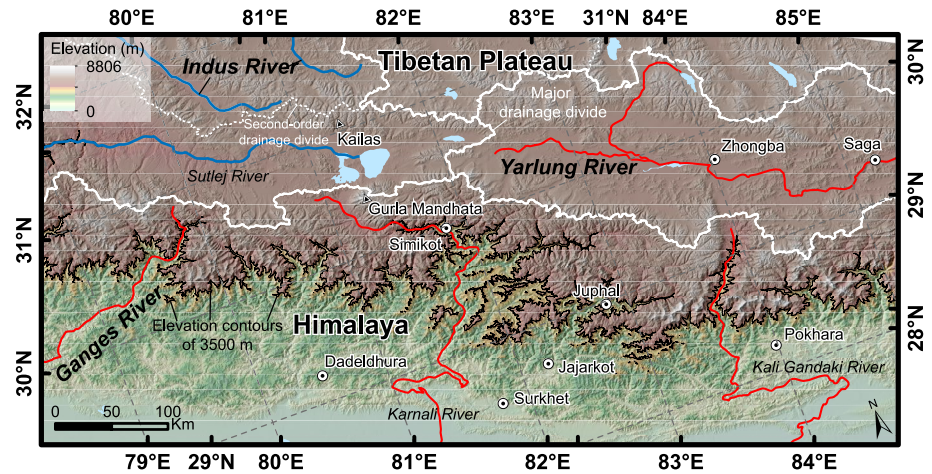 80°E 81°E 82°E 83°E 31°N 84°E 85°E
Elevation (m)
8806
0
Indus River
Tibetan Plateau
30°N
32°N
Major
drainage divide
Second-order
drainage divide
Kailas
Zhongba
Saga
Yarlung River
Sutlej River
29°N
Gurla Mandhata
31°N
Simikot
Juphal
Ganges River
Elevation contours
of 3500 m
Himalaya
28°N
Pokhara
Dadeldhura
Jajarkot
Kali Gandaki River
30°N
Surkhet
Karnali River
0 50 100
Km
N
79°E 29°N 80°E 81°E 82°E 30°N 83°E 84°E